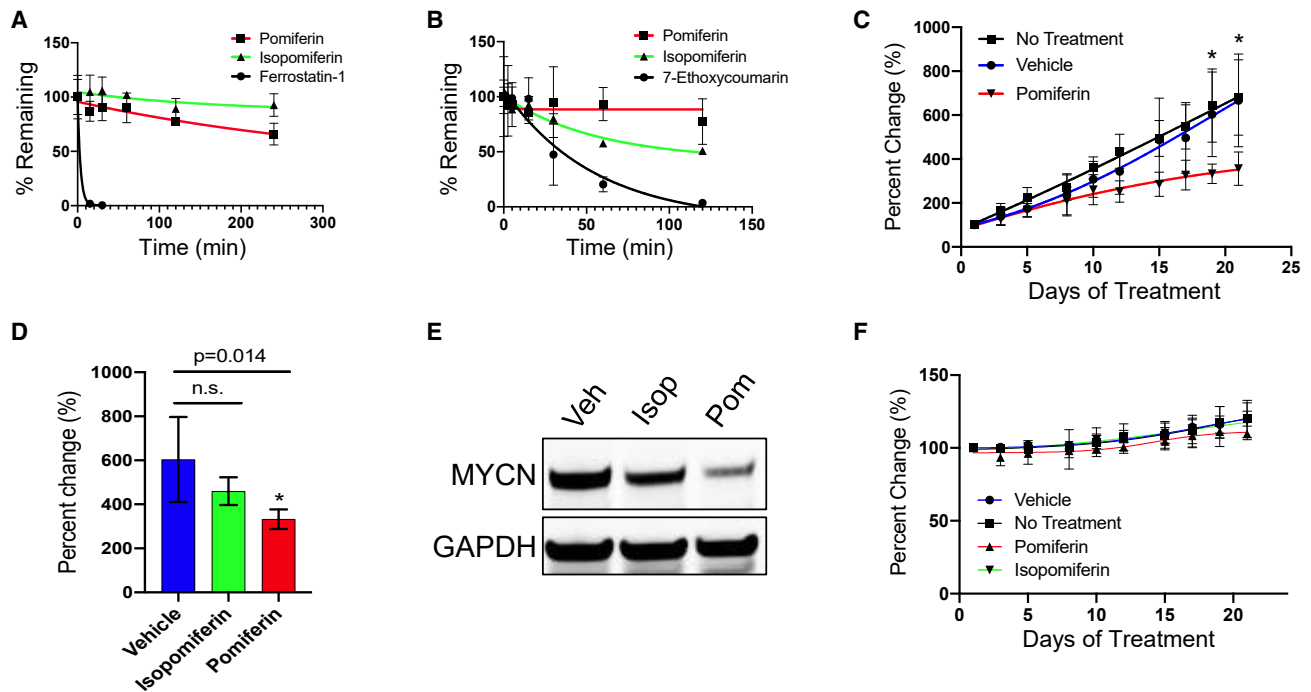 A
150
100
50
0
% Remaining
0
100
200
300
Time (min)
Pomiferin
Isopomiferin
Ferrostatin-1
B
150
100
50
0
% Remaining
0
50
100
150
Time (min)
Pomiferin
Isopomiferin
7-Ethoxycoumarin
C
1000
800
600
400
200
0
Percent Change (%)
0
5
10
15
20
25
Days of Treatment
No Treatment
Vehicle
Pomiferin
* *
D
p=0.014
n.s.
1000
800
600
400
200
0
Percent change (%)
*
Vehicle
Isopomiferin
Pomiferin
E
Veh
Isop
Pom
MYCN
GAPDH
F
150
100
50
0
Percent Change (%)
Vehicle
No Treatment
Pomiferin
Isopomiferin
0
5
10
15
20
Days of Treatment